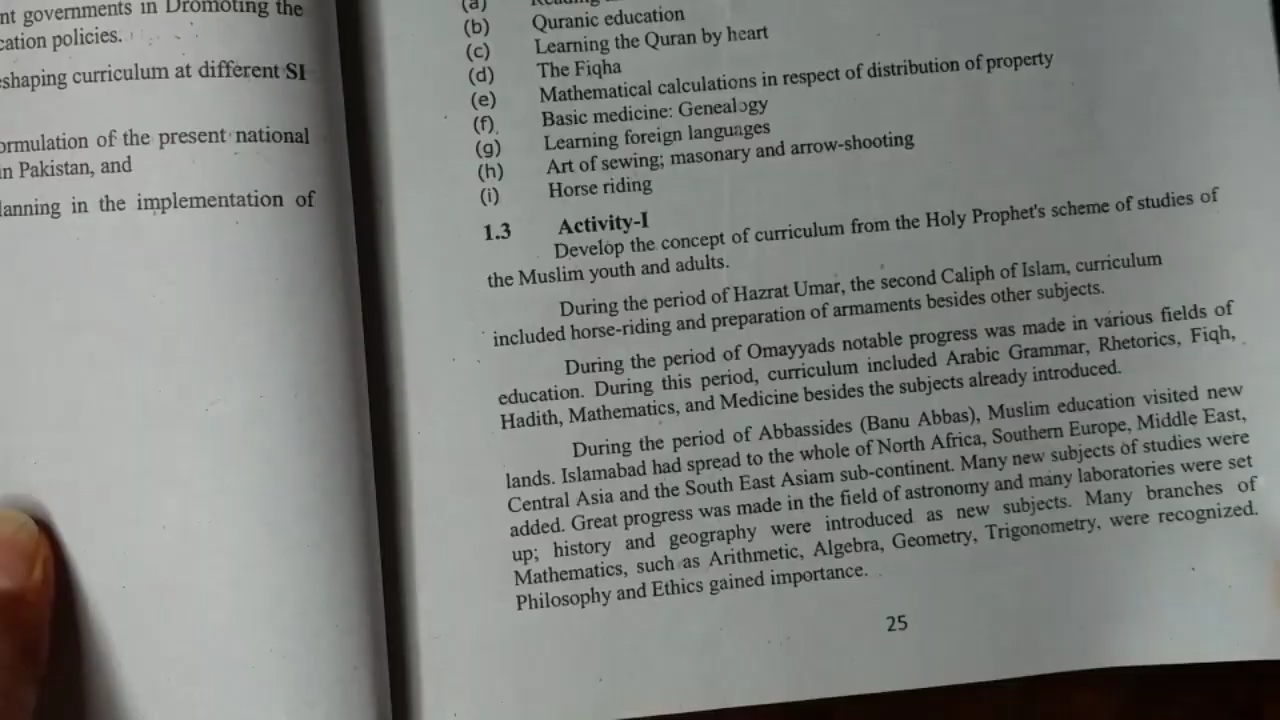 nt governments in Dromoting the
cation policies.
eshaping curriculum at different SI
ormulation of the present national
in Pakistan, and
lanning in the implementation of
(a)
(b) Quranic education
(c) Learning the Quran by heart
(d) The Fiqha
(e) Mathematical calculations in respect of distribution of property
(f) Basic medicine: Genealogy
(g) Learning foreign languages
(h) Art of sewing; masonary and arrow-shooting
(i) Horse riding
1.3 Activity-I
Develop the concept of curriculum from the Holy Prophet's scheme of studies of
the Muslim youth and adults.
During the period of Hazrat Umar, the second Caliph of Islam, curriculum
included horse-riding and preparation of armaments besides other subjects.
During the period of Omayyads notable progress was made in various fields of
education. During this period, curriculum included Arabic Grammar, Rhetorics, Fiqh,
Hadith, Mathematics, and Medicine besides the subjects already introduced.
During the period of Abbassides (Banu Abbas), Muslim education visited new
lands. Islamabad had spread to the whole of North Africa, Southern Europe, Middle East,
Central Asia and the South East Asiam sub-continent. Many new subjects of studies were
added. Great progress was made in the field of astronomy and many laboratories were set
up; history and geography were introduced as new subjects. Many branches of
Mathematics, such as Arithmetic, Algebra, Geometry, Trigonometry, were recognized.
Philosophy and Ethics gained importance.
25